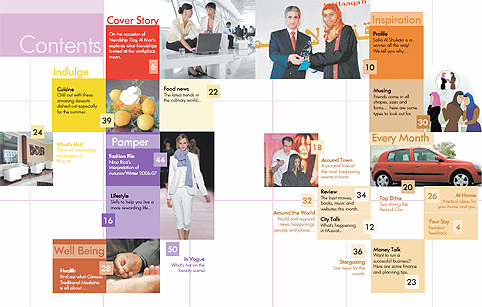 Contents
Cover Story
On the occasion of
Friendship Day, Al Mar'a
explores what friendships
formed at the workplace
mean.
6
Indulge
Cuisine
Chill out with these
amazing desserts
dished out especially
for the summer.
39
Food news
The latest trends in
the culinary world...
22
24
What's Hot
The most happening
residences in
Muscat
Pamper
Fashion File
Nina Ricci's
interpretation of
Autumn/Winter 2006-07
44
Lifestyle
Skills to help you live a
more rewarding life...
16
Well Being
Health
Find out what Chinese
Traditional Medicine
is all about ...
28
50
In Vogue
What's hot on the
beauty scene!
Inspiration
Profile
Safia Al Shukairi is a
winner all the way!
We tell you why...
10
Musing
Friends come in all
shapes, sizes and
forms... here are some
types to look out for.
30
18
Around Town
A pictorial look at
the most happening
events in town.
Every Month
20
Top Drive
Test driving the
Renault Clio
26
At Home
Practical ideas for
your home and you.
Your Say
Readers'
feedback.
4
32
Around the World
World and regional
news, happenings,
people and places...
Review
The best movies,
books, music and
websites this month.
34
City Talk
What's happening
in Muscat..
12
36
Stargazing
Star news for the
month.
Money Talk
Want to run a
successful business?
Here are some finance
and planning tips.
23